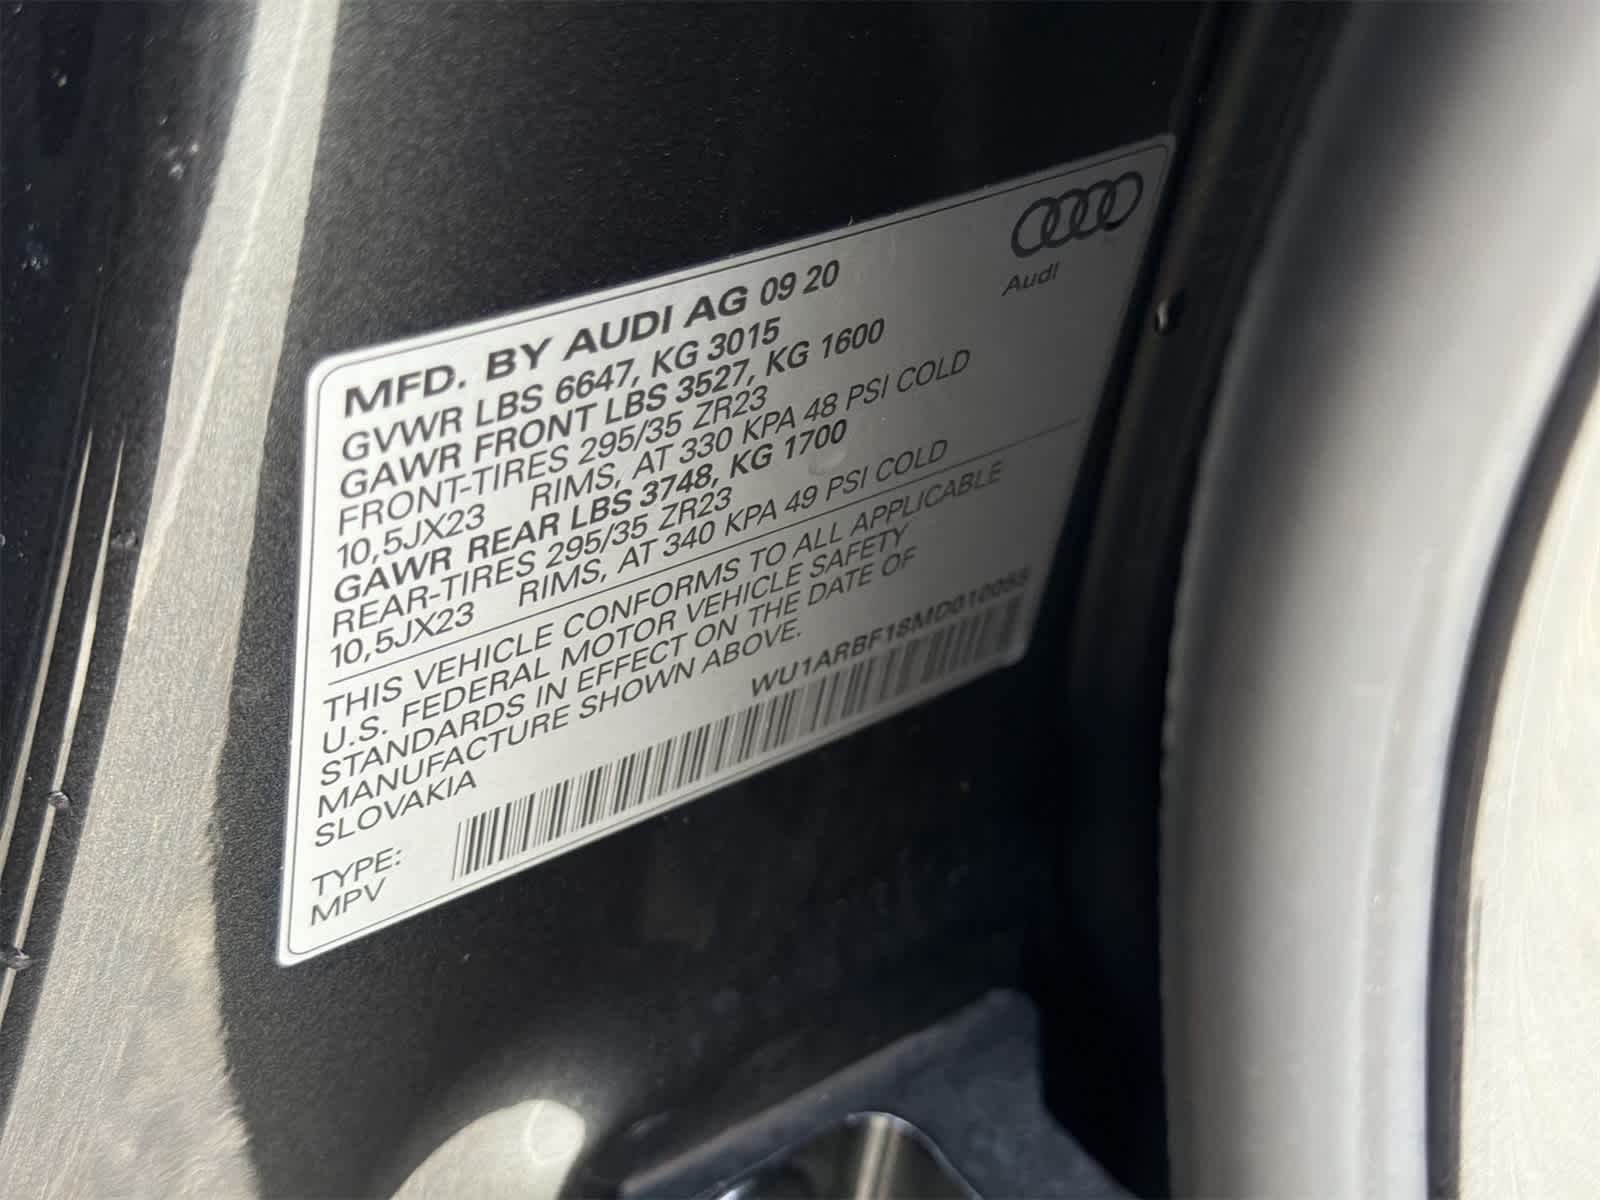 Audi
MFD. BY AUDI AG 09 20
GVWR LBS 6647, KG 3015
GAWR FRONT LBS 3527, KG 1600
FRONT-TIRES 295/35 ZR23
10,5JX23 RIMS, AT 330 KPA 48 PSI COLD
GAWR REAR LBS 3748, KG 1700
REAR-TIRES 295/35 ZR23
10,5JX23 RIMS, AT 340 KPA 49 PSI COLD
THIS VEHICLE CONFORMS TO ALL APPLICABLE
U.S. FEDERAL MOTOR VEHICLE SAFETY
STANDARDS IN EFFECT ON THE DATE OF
MANUFACTURE SHOWN ABOVE.
SLOVAKIA
WU1ARBF18MD010055
TYPE:
MPV